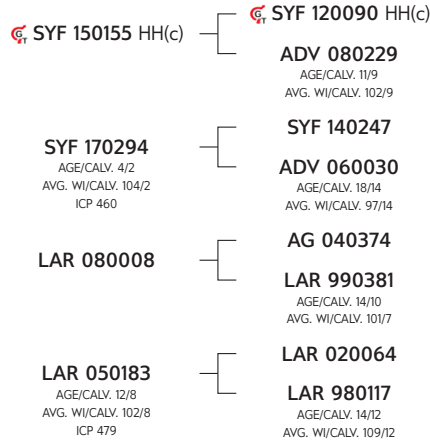 GT SYF 150155 HH(c)
GT SYF 120090 HH(c)
ADV 080229
AGE/CALV. 11/9
AVG. WI/CALV. 102/9
SYF 170294
AGE/CALV. 4/2
AVG. WI/CALV. 104/2
ICP 460
SYF 140247
ADV 060030
AGE/CALV. 18/14
AVG. WI/CALV. 97/14
LAR 080008
AG 040374
LAR 990381
AGE/CALV. 14/10
AVG. WI/CALV. 101/7
LAR 050183
AGE/CALV. 12/8
AVG. WI/CALV. 102/8
ICP 479
LAR 020064
LAR 980117
AGE/CALV. 14/12
AVG. WI/CALV. 109/12